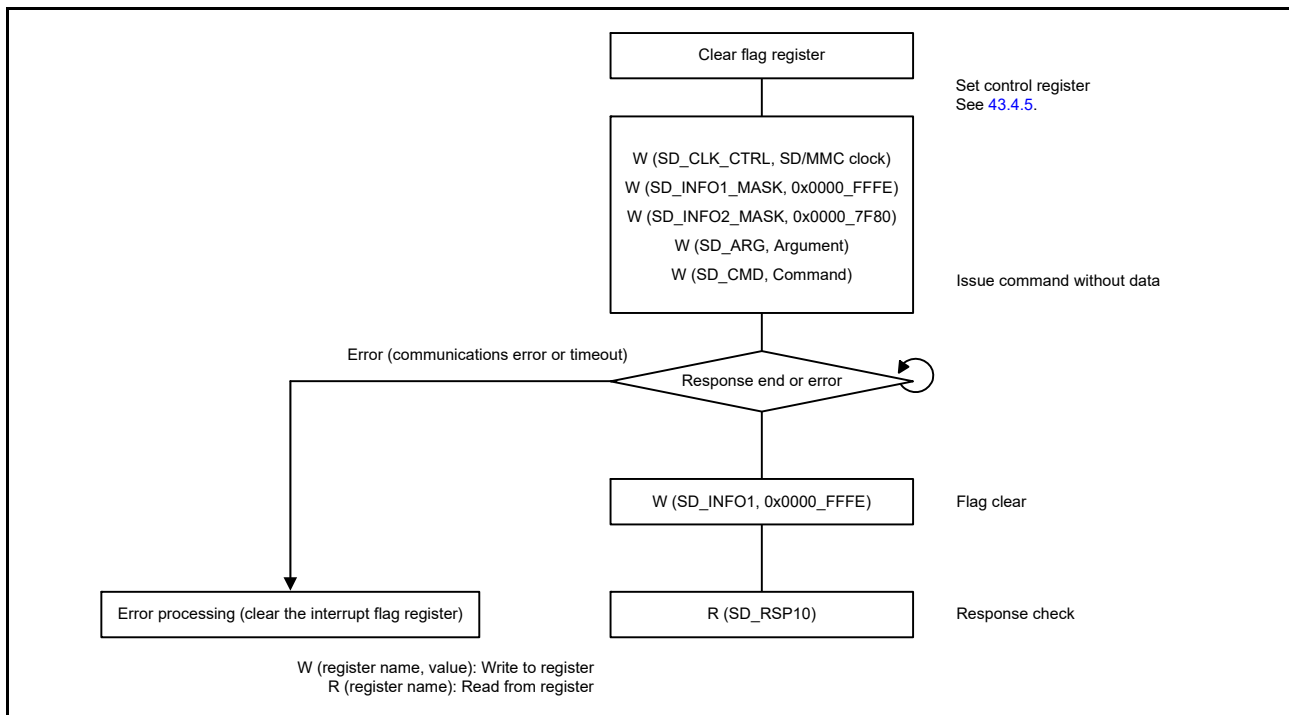 Clear flag register
Set control register
See 43.4.5.
W (SD_CLK_CTRL, SD/MMC clock)
W (SD_INFO1_MASK, 0x0000_FFFE)
W (SD_INFO2_MASK, 0x0000_7F80)
W (SD_ARG, Argument)
W (SD_CMD, Command)
Issue command without data
Error (communications error or timeout)
Response end or error
W (SD_INFO1, 0x0000_FFFE)
Flag clear
Error processing (clear the interrupt flag register)
R (SD_RSP10)
Response check
W (register name, value): Write to register
R (register name): Read from register